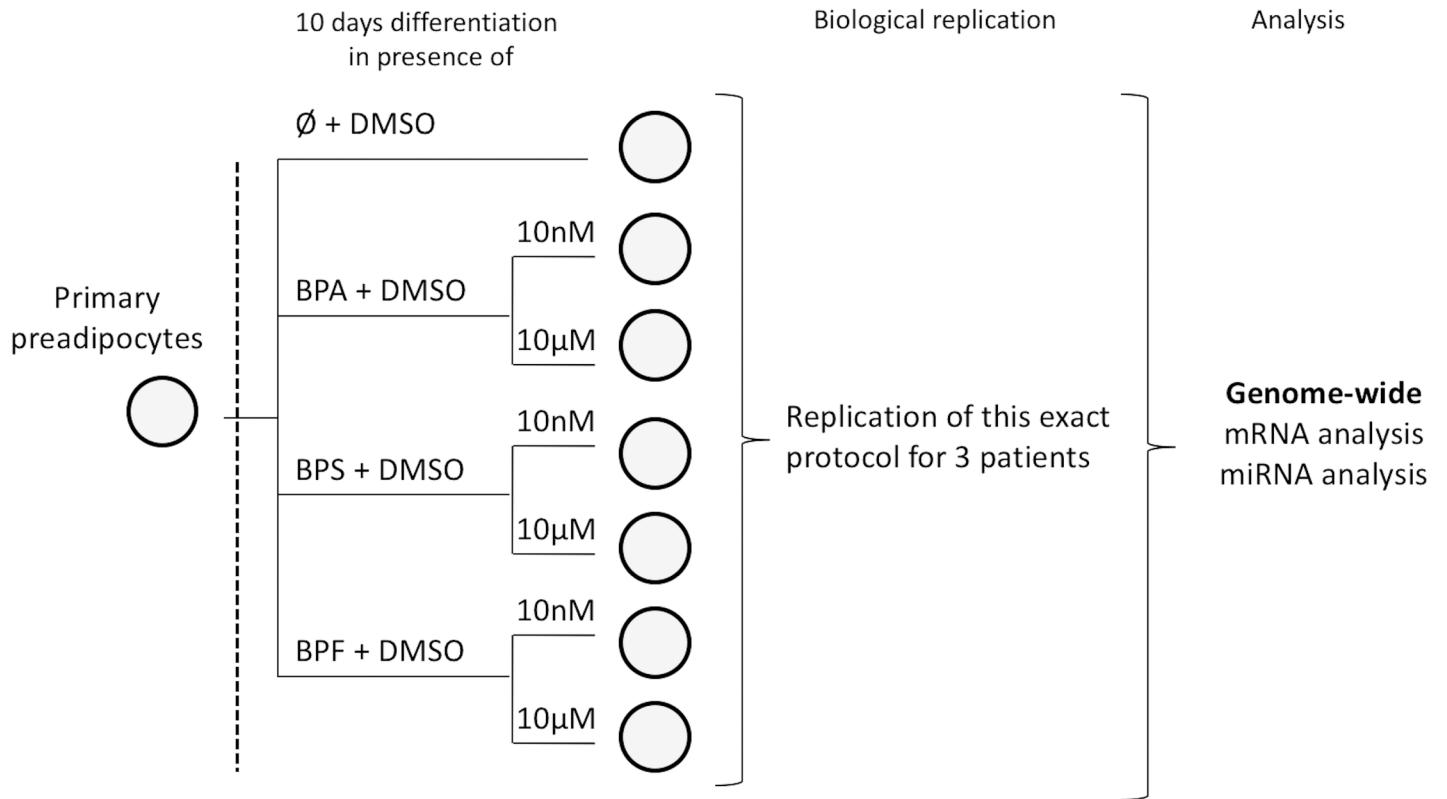 10 days differentiation
in presence of
Biological replication
Analysis
Ø + DMSO
10nM
BPA + DMSO
10µM
Primary
preadipocytes
10nM
BPS + DMSO
10µM
10nM
BPF + DMSO
10µM
Replication of this exact
protocol for 3 patients
Genome-wide
mRNA analysis
miRNA analysis